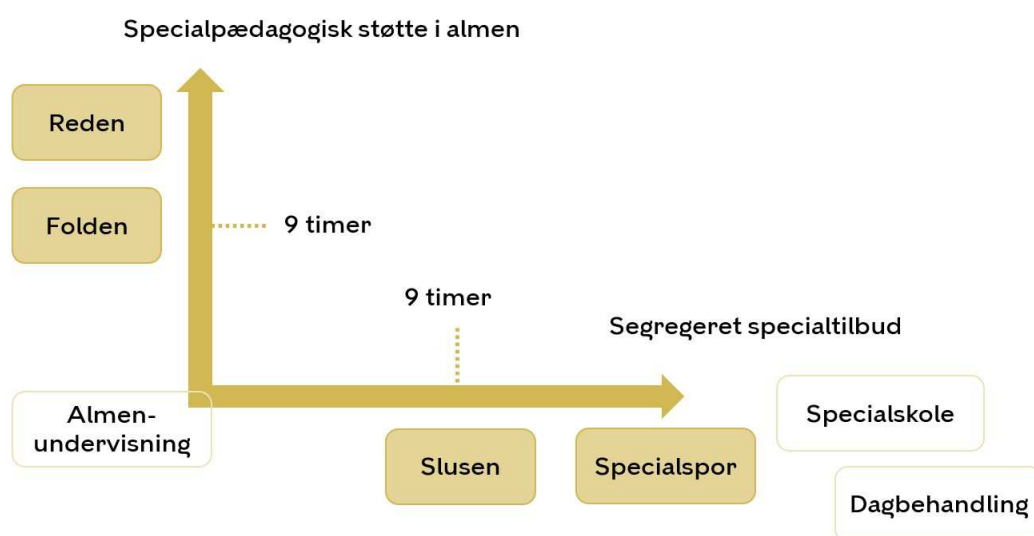 Specialpædagogisk støtte i almen
Reden
Folden
9 timer
9 timer
Segregeret specialtilbud
Almen-
undervisning
Specialskole
Slusen
Specialspor
Dagbehandling